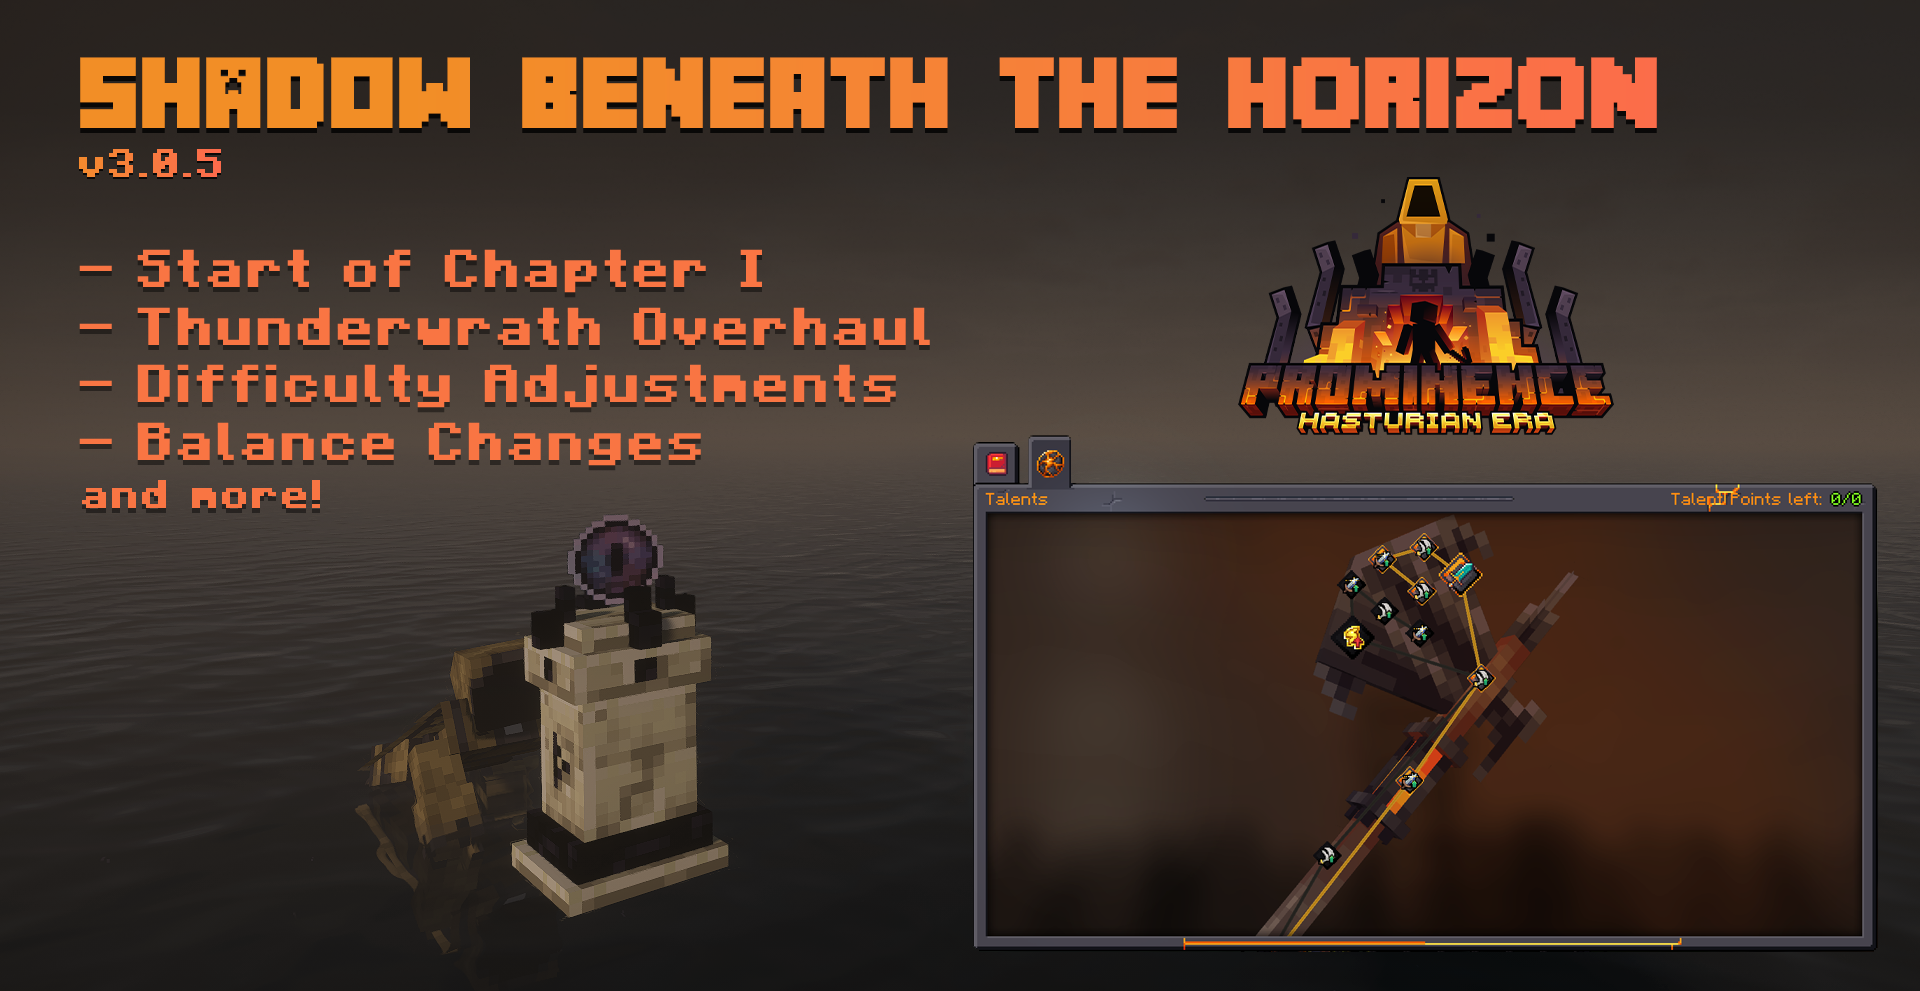 SHADOW BENEATH THE HORIZON
v3.0.5
– Start of Chapter I
– Thunderwrath Overhaul
– Difficulty Adjustments
– Balance Changes
and more!
PROMINENCE
HASTURIAN ERA
Talents
Talent Points left: 0/0